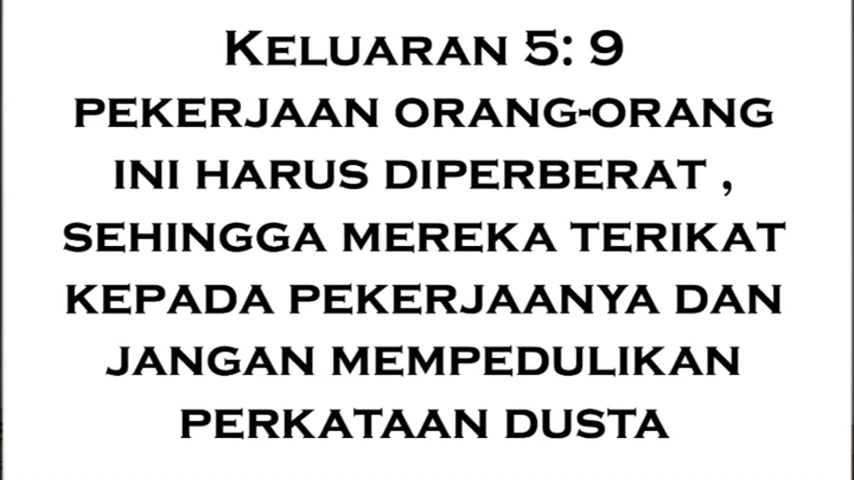 Keluaran 5: 9
pekerjaan orang-orang
ini harus diperberat ,
sehingga mereka terikat
kepada pekerjaanya dan
jangan mempedulikan
perkataan dusta